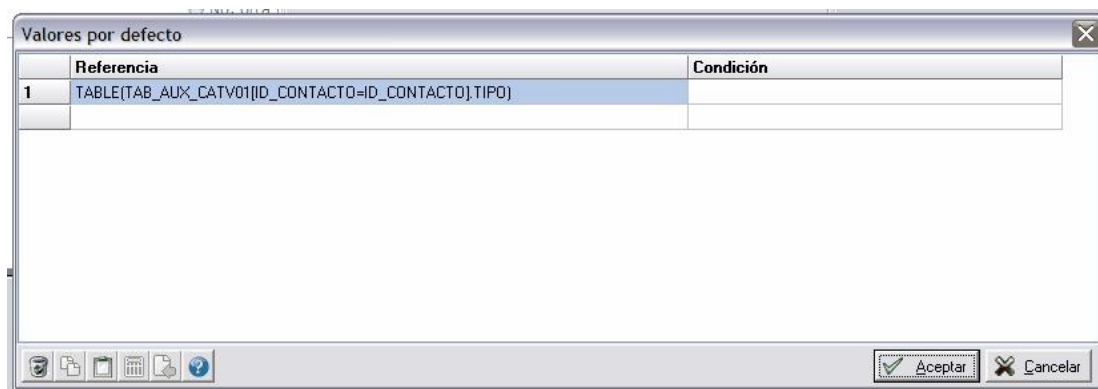 Valores por defecto
Referencia Condición
1 TABLE(TAB_AUX_CATV01[ID_CONTACTO=ID_CONTACTO].TIPO)
Aceptar Cancelar